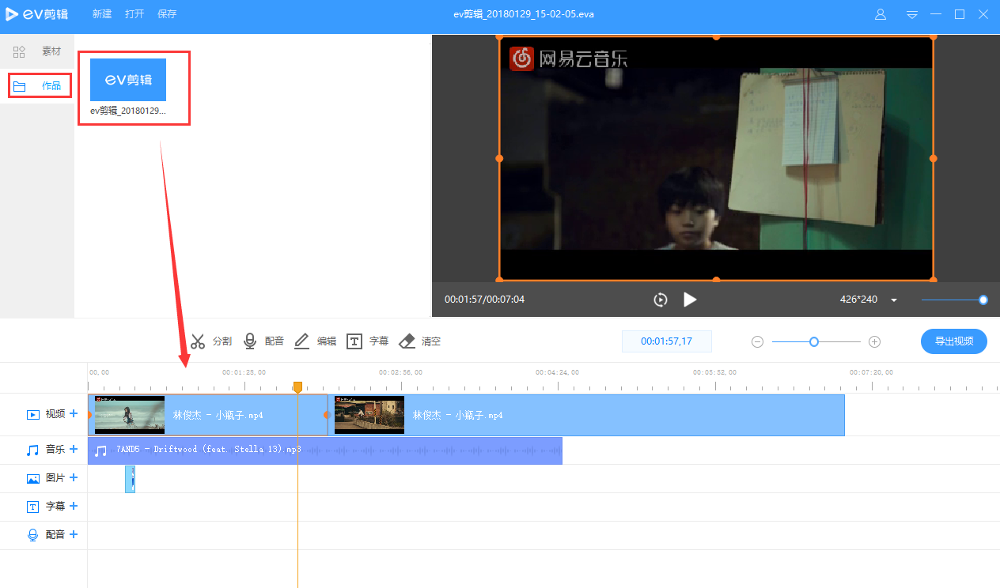 ev剪辑 新建 打开 保存 ev剪辑_20180129_15-02-05.eva
素材
作品
ev剪辑
ev剪辑_20180129...
网易云音乐
00:01:57/00:07:04 426*240
分割 配音 编辑 字幕 清空 00:01:57,17 导出视频
00, 00 00:01:28, 00 00:02:56, 00 00:04:24, 00 00:05:52, 00 00:07:20, 00
视频 林俊杰 - 小瓶子.mp4 林俊杰 - 小瓶子.mp4
音乐 7AND5 - Driftwood (feat. Stella 13).mp3
图片
字幕
配音